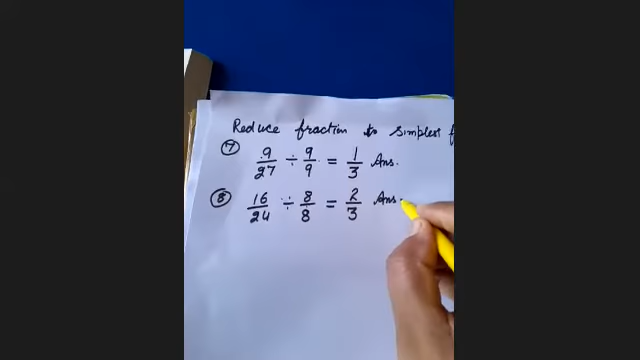 Reduce fraction to simplest f
⑦ 9/27 ÷ 9/9 = 1/3 Ans.
⑧ 16/24 ÷ 8/8 = 2/3 Ans.